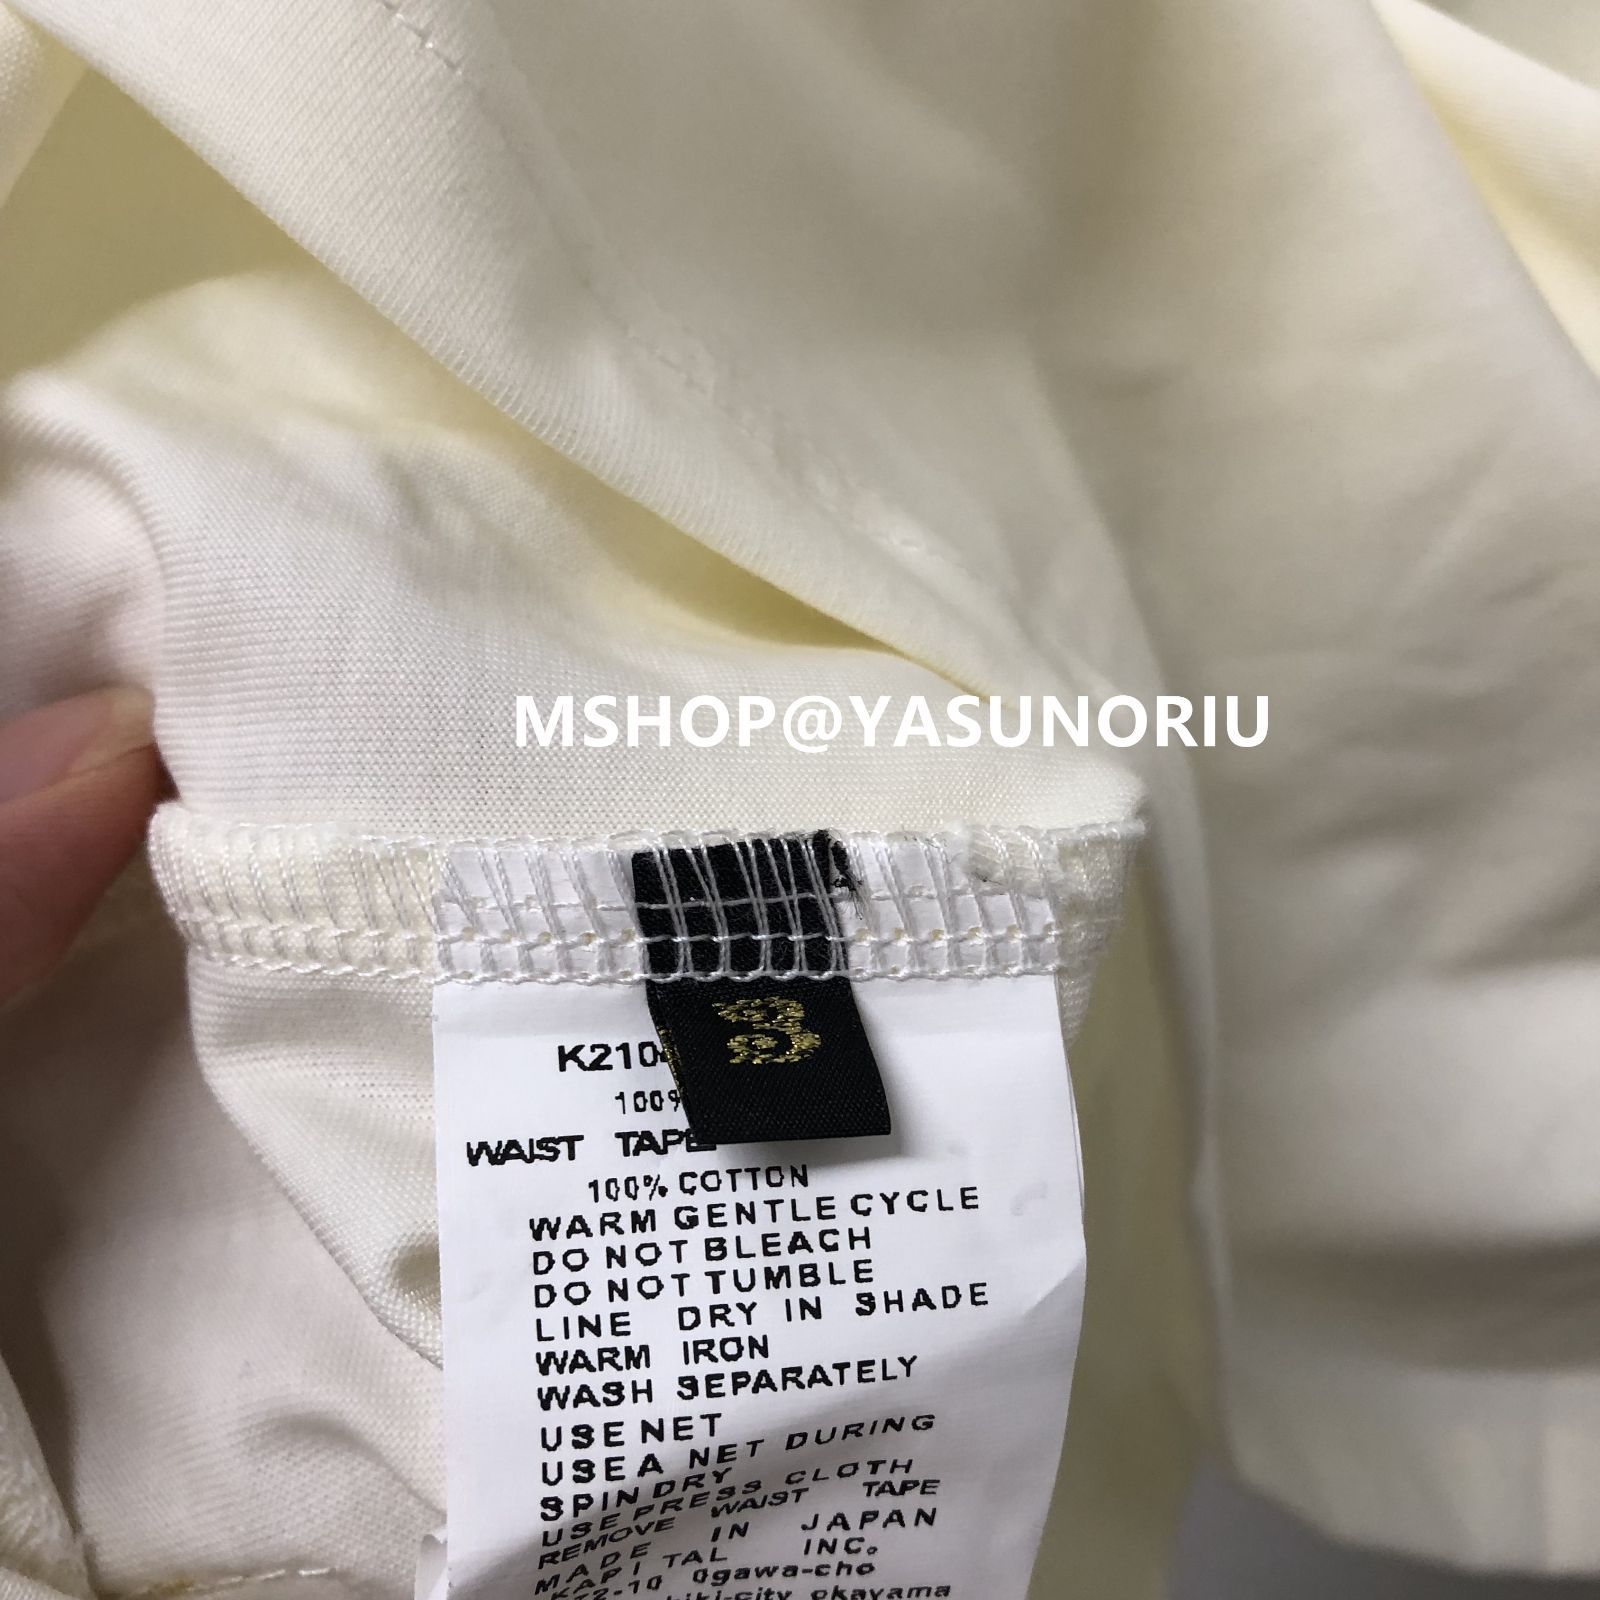 MSHOP@YASUNORIU
K210
100%
WAIST TAPE
100% COTTON
WARM GENTLE CYCLE
DO NOT BLEACH
DO NOT TUMBLE
LINE DRY IN SHADE
WARM IRON
WASH SEPARATELY
USE NET
USE A NET DURING
SPIN DRY
USE PRESS CLOTH
REMOVE WAIST TAPE
MADE IN JAPAN
KAPITAL INC.
Ogawa-cho
okayama